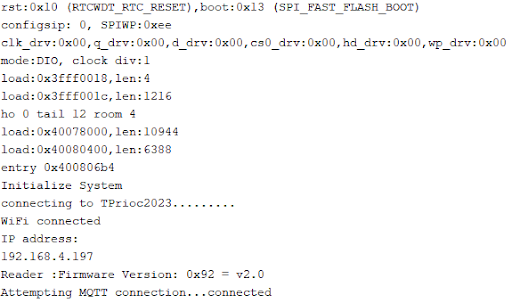 rst:0x10 (RTCWDT_RTC_RESET),boot:0x13 (SPI_FAST_FLASH_BOOT)
configsip: 0, SPIWP:0xee
clk_drv:0x00,q_drv:0x00,d_drv:0x00,cs0_drv:0x00,hd_drv:0x00,wp_drv:0x00
mode:DIO, clock div:1
load:0x3fff0018,len:4
load:0x3fff001c,len:1216
ho 0 tail 12 room 4
load:0x40078000,len:10944
load:0x40080400,len:6388
entry 0x400806b4
Initialize System
connecting to TPrioc2023.........
WiFi connected
IP address:
192.168.4.197
Reader :Firmware Version: 0x92 = v2.0
Attempting MQTT connection...connected